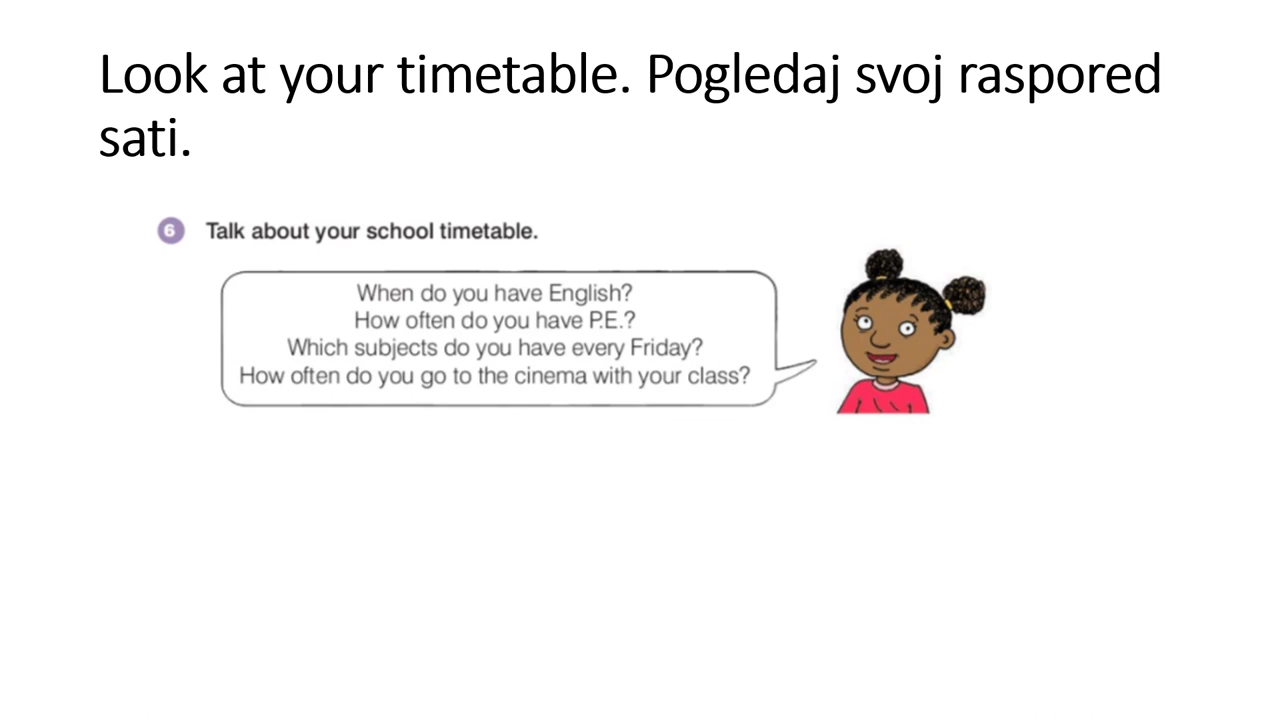 Look at your timetable. Pogledaj svoj raspored
sati.
6 Talk about your school timetable.
When do you have English?
How often do you have P.E.?
Which subjects do you have every Friday?
How often do you go to the cinema with your class?